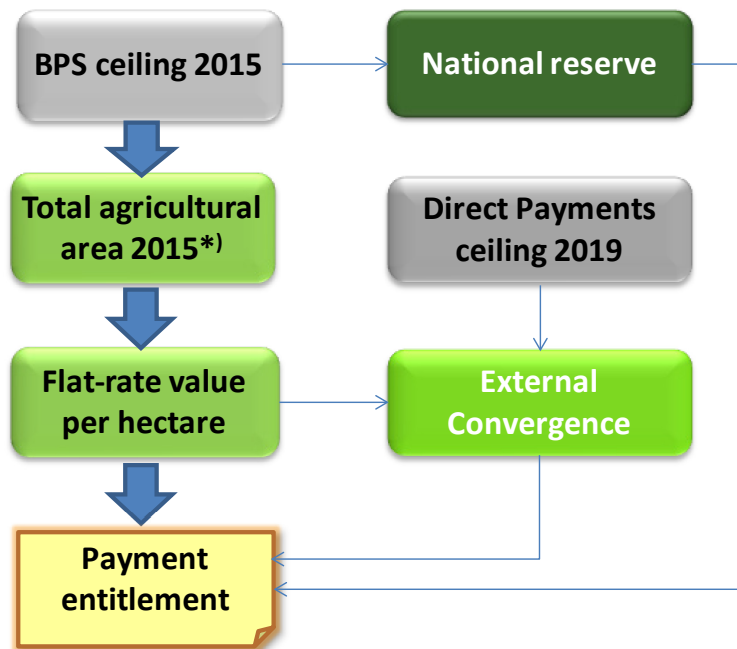 BPS ceiling 2015
National reserve
Total agricultural
area 2015*)
Direct Payments
ceiling 2019
Flat-rate value
per hectare
External
Convergence
Payment
entitlement